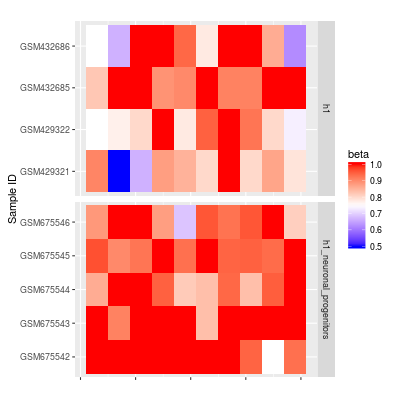 GSM432686
GSM432685
GSM429322
GSM429321
h1
GSM675546
GSM675545
GSM675544
GSM675543
GSM675542
h1_neuronal_progenitors
Sample ID
beta
1.0
0.9
0.8
0.7
0.6
0.5